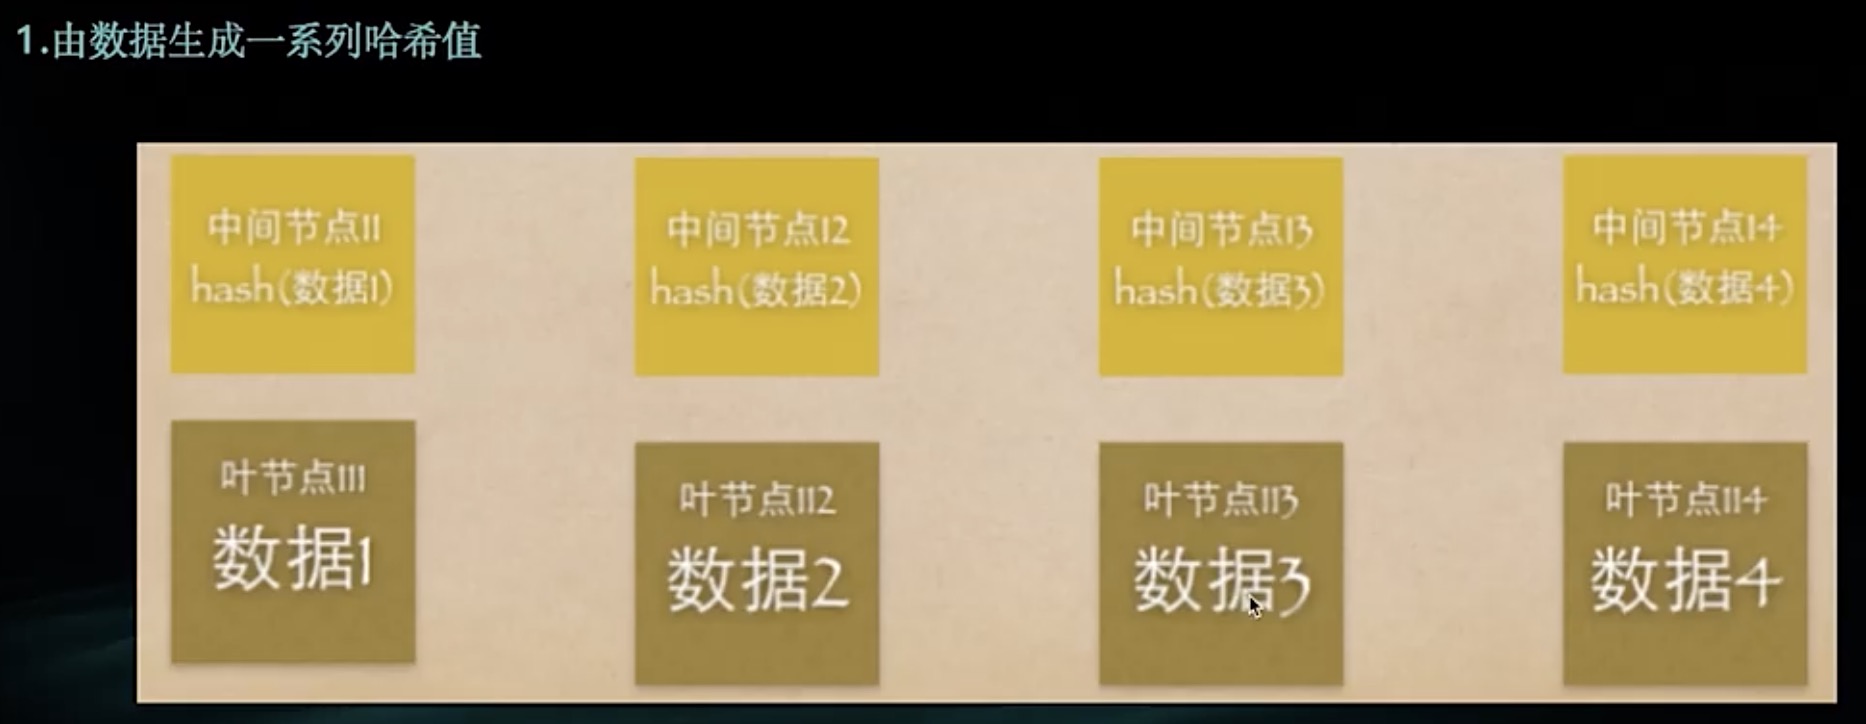 1.由数据生成一系列哈希值
中间节点11
hash(数据1)
中间节点12
hash(数据2)
中间节点13
hash(数据3)
中间节点14
hash(数据4)
叶节点111
数据1
叶节点112
数据2
叶节点113
数据3
叶节点114
数据4